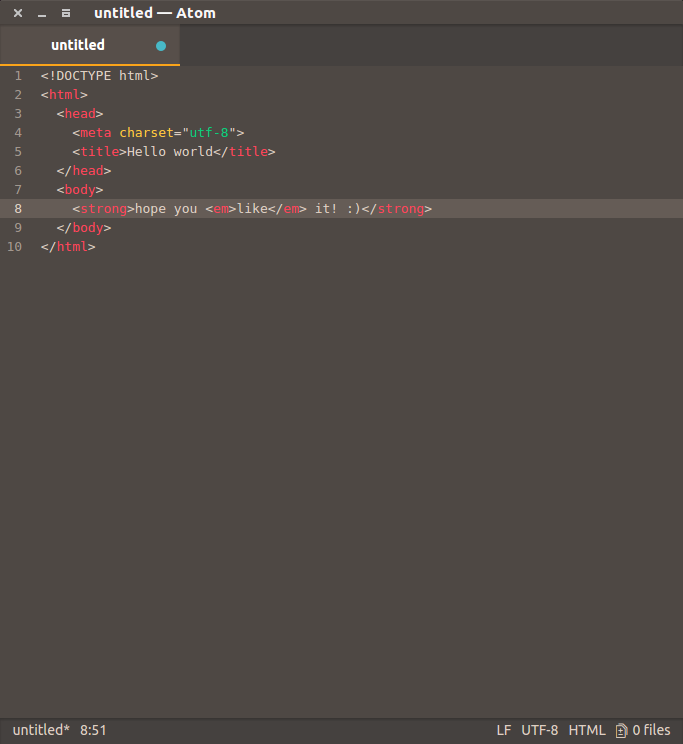 untitled — Atom
untitled
1 <!DOCTYPE html>
2 <html>
3   <head>
4     <meta charset="utf-8">
5     <title>Hello world</title>
6   </head>
7   <body>
8     <strong>hope you <em>like</em> it! :)</strong>
9   </body>
10 </html>
untitled* 8:51 LF UTF-8 HTML 0 files